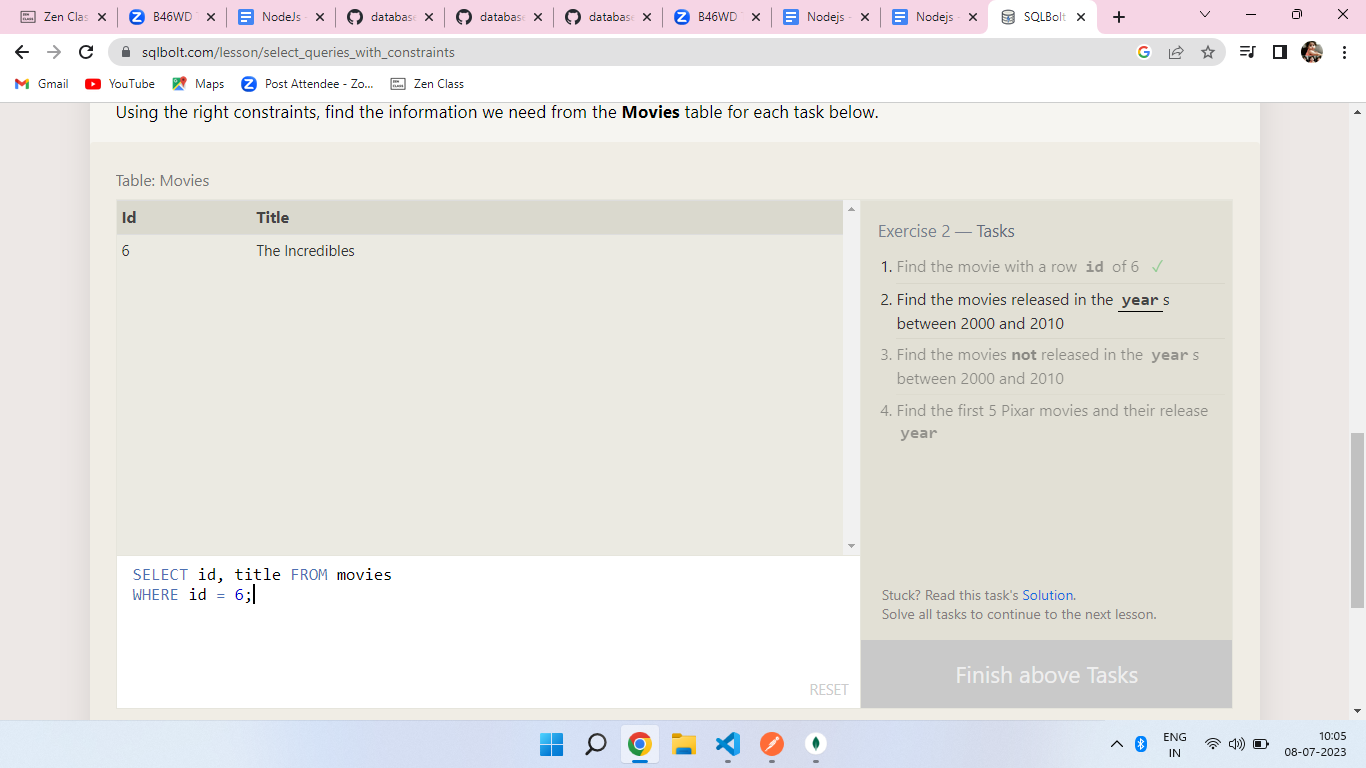 Zen Clas
B46WD
NodeJs -
database
database
database
B46WD
Nodejs -
Nodejs -
SQLBolt
sqlbolt.com/lesson/select_queries_with_constraints
Gmail
YouTube
Maps
Post Attendee - Zo...
Zen Class
Using the right constraints, find the information we need from the Movies table for each task below.
Table: Movies
Id Title
6 The Incredibles
SELECT id, title FROM movies
WHERE id = 6;
RESET
Exercise 2 — Tasks
1. Find the movie with a row id of 6 ✓
2. Find the movies released in the year s
between 2000 and 2010
3. Find the movies not released in the year s
between 2000 and 2010
4. Find the first 5 Pixar movies and their release
year
Stuck? Read this task's Solution.
Solve all tasks to continue to the next lesson.
Finish above Tasks
ENG
IN
10:05
08-07-2023